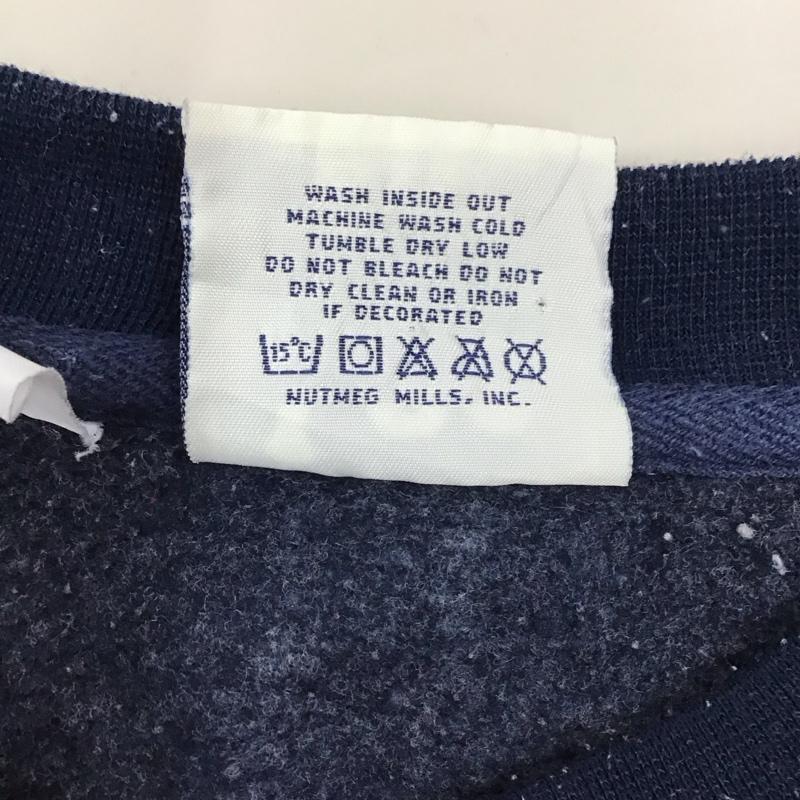 WASH INSIDE OUT
MACHINE WASH COLD
TUMBLE DRY LOW
DO NOT BLEACH DO NOT
DRY CLEAN OR IRON
IF DECORATED
15°C
NUTMEG MILLS, INC.